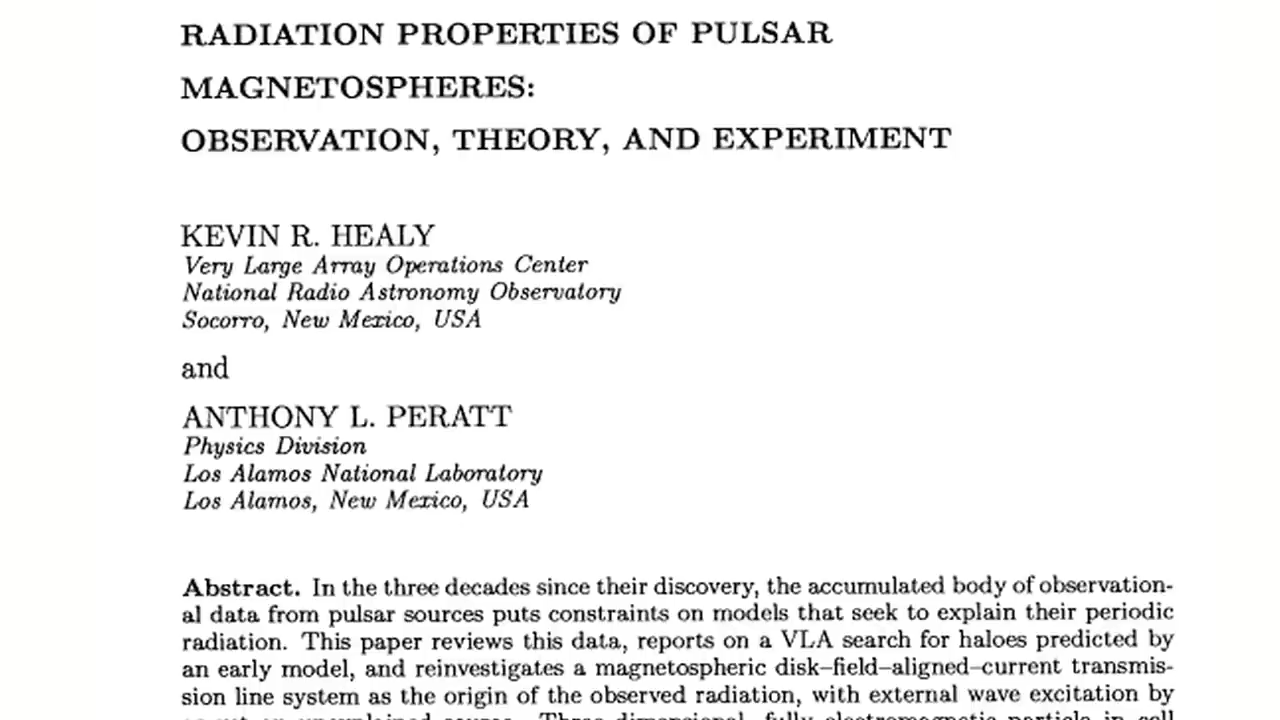 RADIATION PROPERTIES OF PULSAR
MAGNETOSPHERES:
OBSERVATION, THEORY, AND EXPERIMENT
KEVIN R. HEALY
Very Large Array Operations Center
National Radio Astronomy Observatory
Socorro, New Mexico, USA
and
ANTHONY L. PERATT
Physics Division
Los Alamos National Laboratory
Los Alamos, New Mexico, USA
Abstract. In the three decades since their discovery, the accumulated body of observation-
al data from pulsar sources puts constraints on models that seek to explain their periodic
radiation. This paper reviews this data, reports on a VLA search for haloes predicted by
an early model, and reinvestigates a magnetospheric disk–field–aligned–current transmis-
sion line system as the origin of the observed radiation, with external wave excitation by